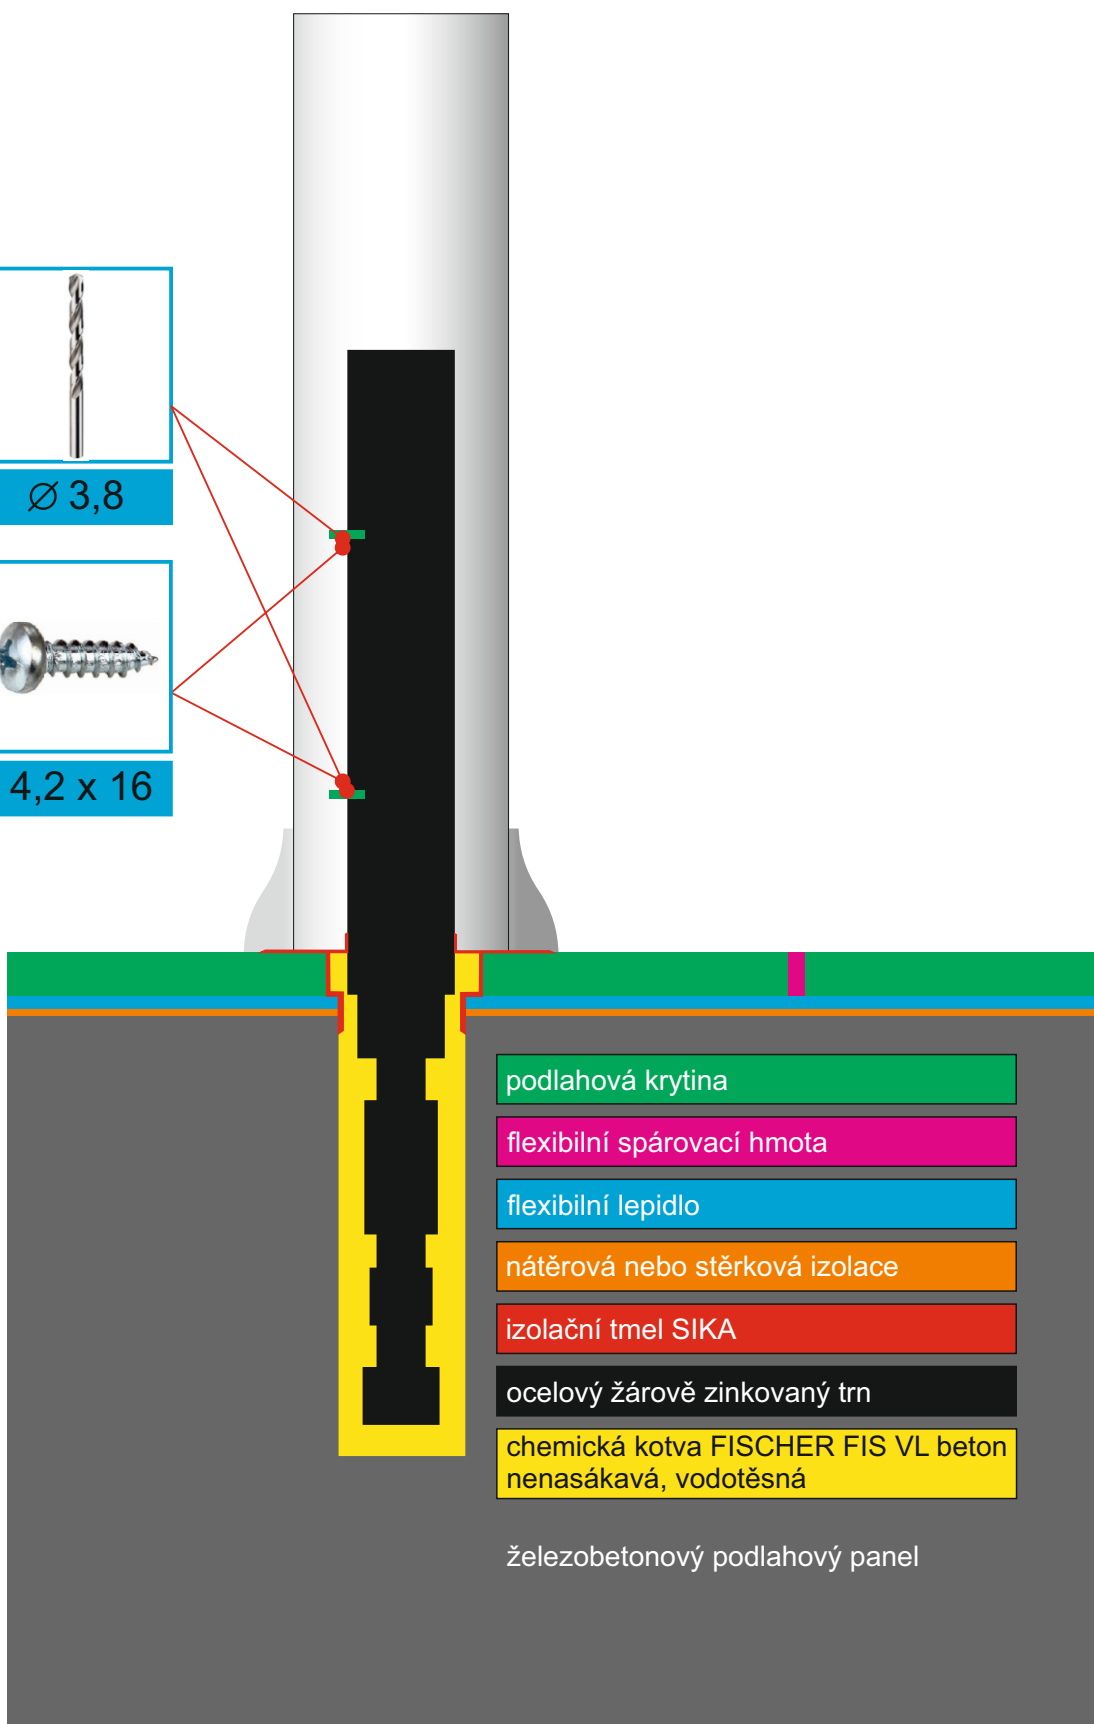 ∅ 3,8
4,2 x 16
podlahová krytina
flexibilní spárovací hmota
flexibilní lepidlo
nátěrová nebo stěrková izolace
izolační tmel SIKA
ocelový žárově zinkovaný trn
chemická kotva FISCHER FIS VL beton
nenasákavá, vodotěsná
železobetonový podlahový panel